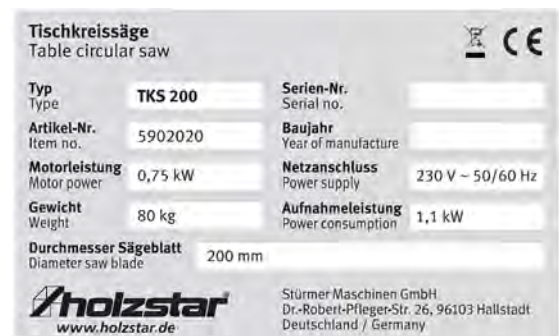 Tischkreissäge
Table circular saw
CE
Typ
Type
TKS 200
Serien-Nr.
Serial no.
Artikel-Nr.
Item no.
5902020
Baujahr
Year of manufacture
Motorleistung
Motor power
0,75 kW
Netzanschluss
Power supply
230 V ~ 50/60 Hz
Gewicht
Weight
80 kg
Aufnahmeleistung
Power consumption
1,1 kW
Durchmesser Sägeblatt
Diameter saw blade
200 mm
holzstar
www.holzstar.de
Stürmer Maschinen GmbH
Dr.-Robert-Pfleger-Str. 26, 96103 Hallstadt
Deutschland / Germany